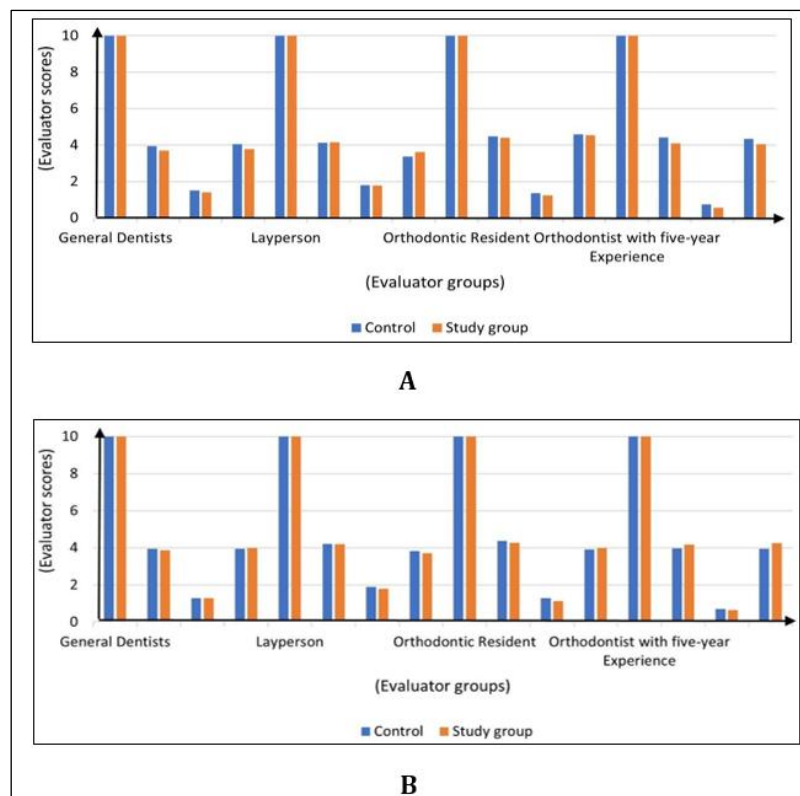 (Evaluator scores)
10
8
6
4
2
0
General Dentists Layperson Orthodontic Resident Orthodontist with five-year
Experience
(Evaluator groups)
Control Study group
A
(Evaluator scores)
10
8
6
4
2
0
General Dentists Layperson Orthodontic Resident Orthodontist with five-year
Experience
(Evaluator groups)
Control Study group
B